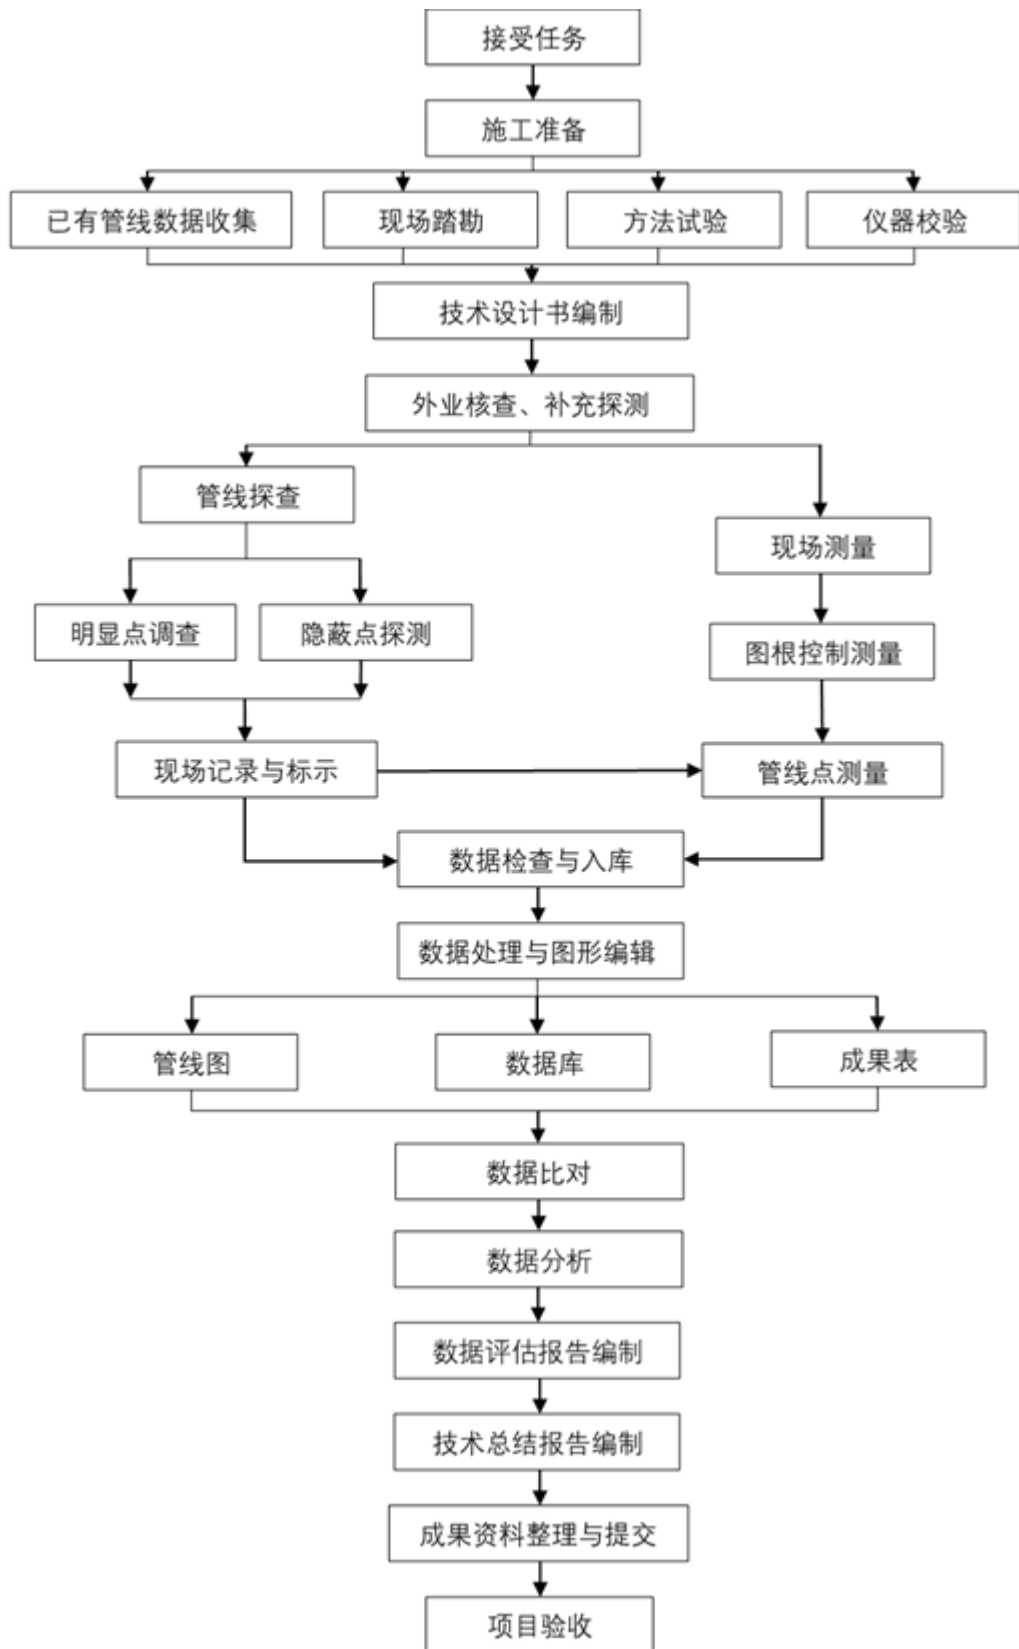 接受任务
施工准备
已有管线数据收集
现场踏勘
方法试验
仪器校验
技术设计书编制
外业核查、补充探测
管线探查
现场测量
明显点调查
隐蔽点探测
图根控制测量
现场记录与标示
管线点测量
数据检查与入库
数据处理与图形编辑
管线图
数据库
成果表
数据比对
数据分析
数据评估报告编制
技术总结报告编制
成果资料整理与提交
项目验收